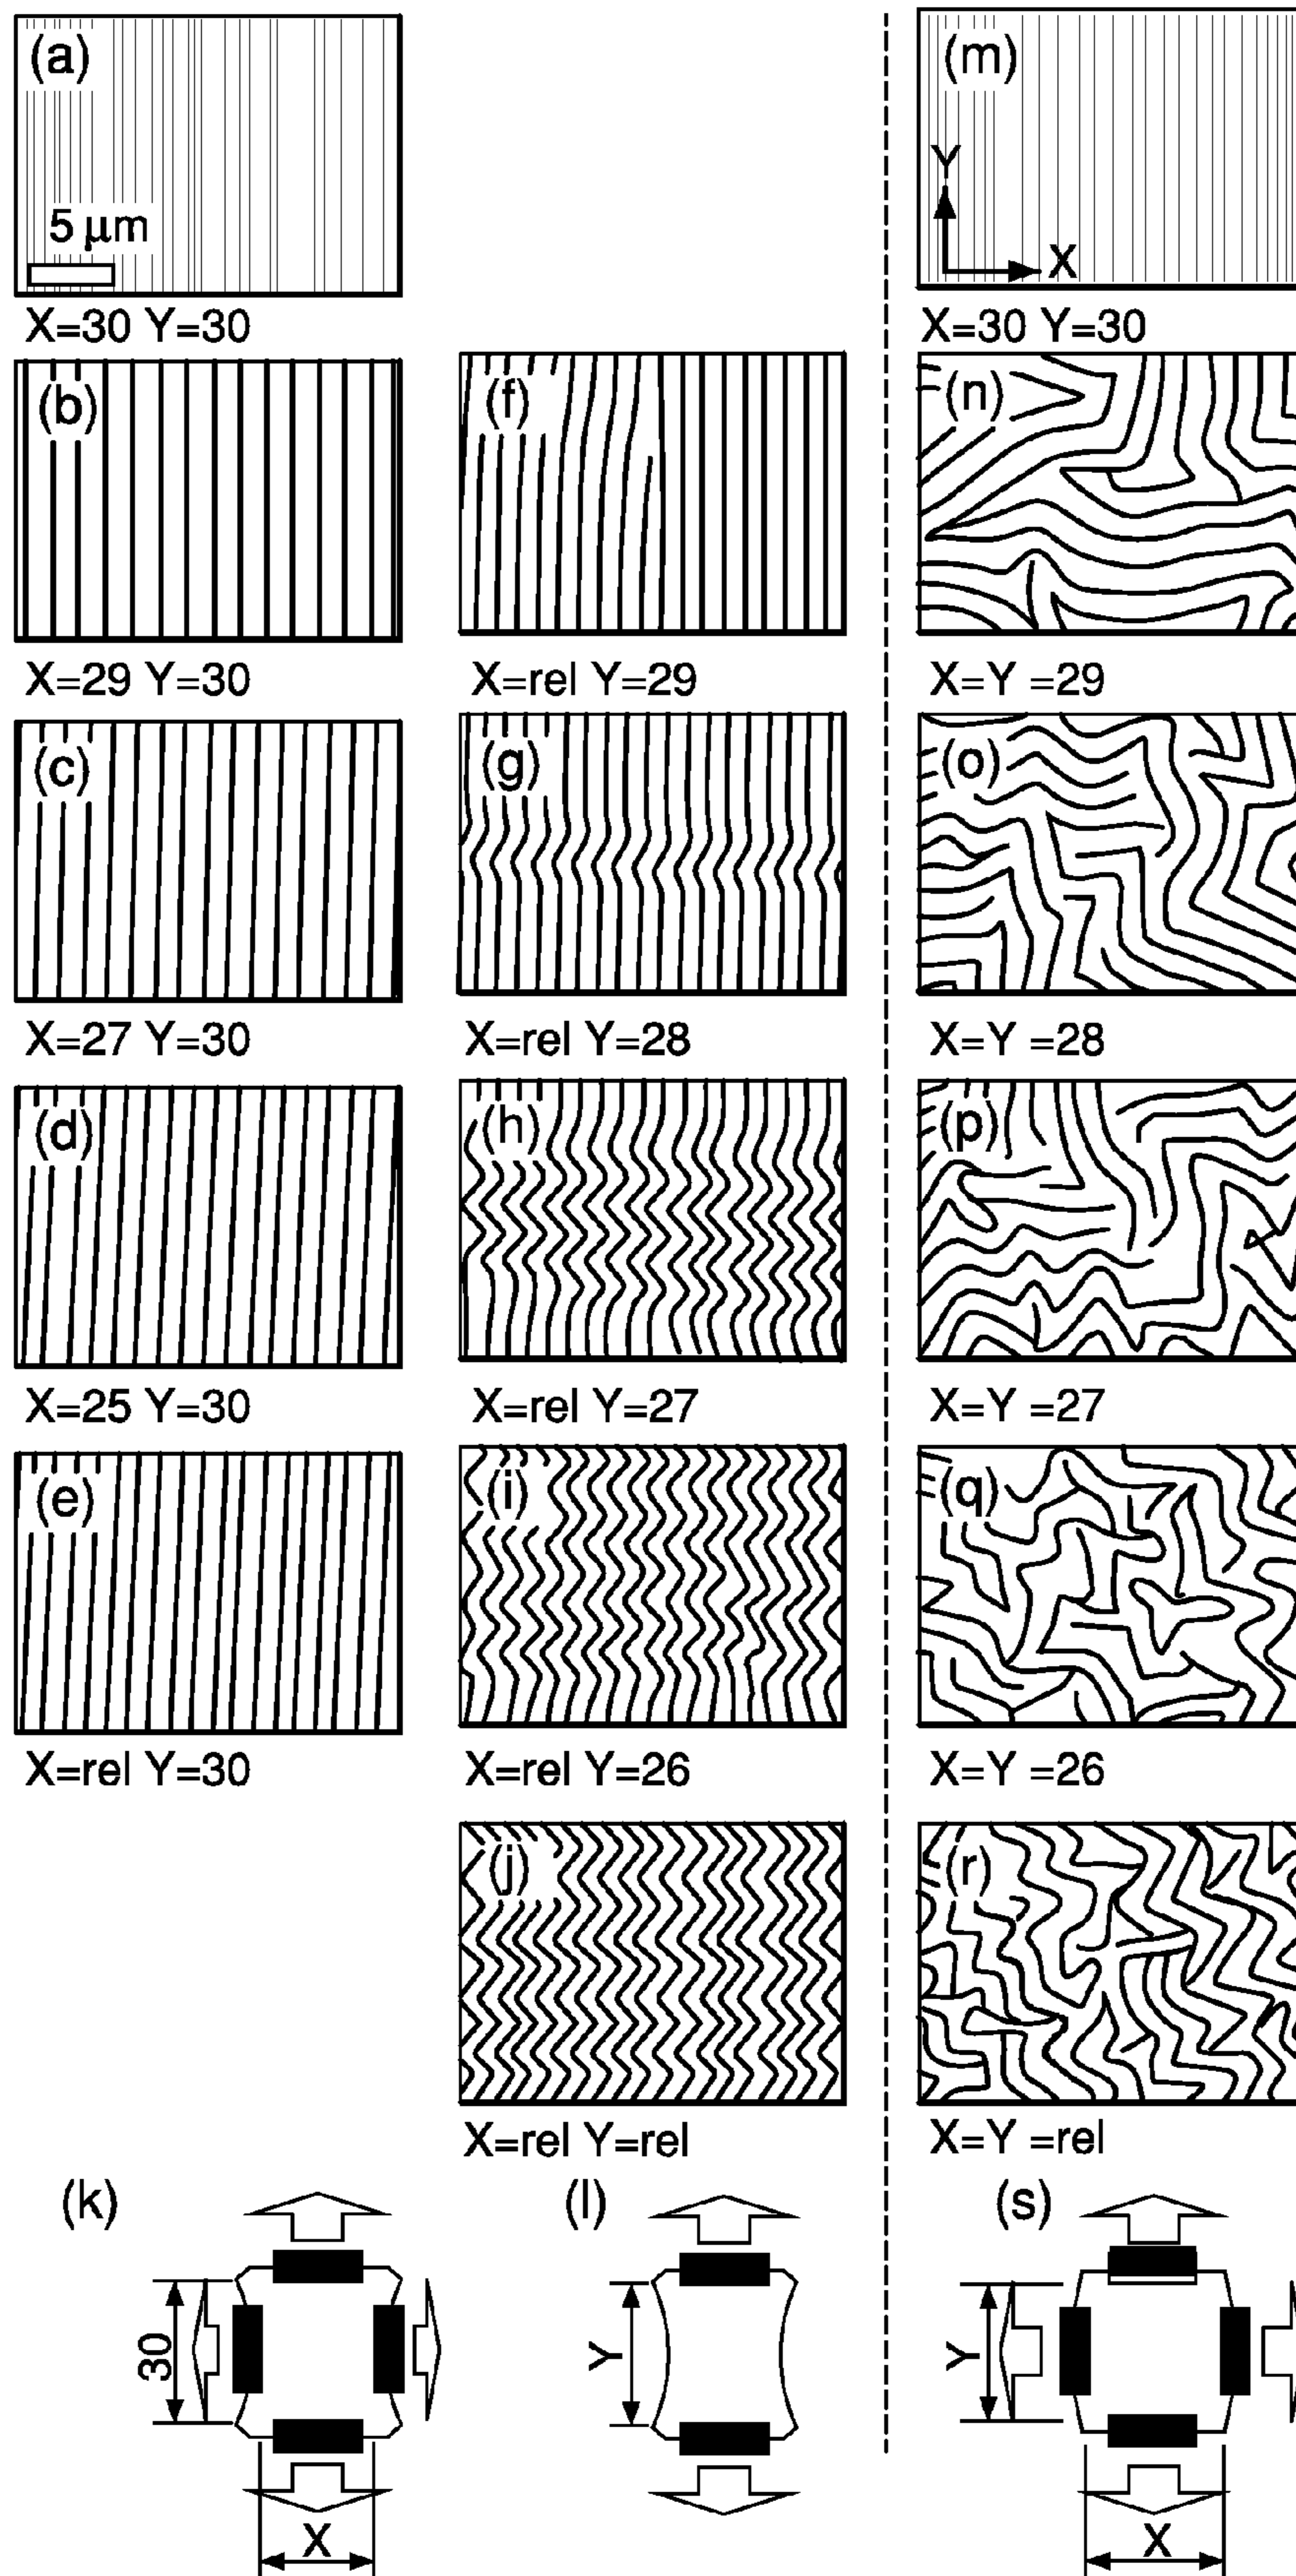 (a)
5 μm
X=30 Y=30
(b)
X=29 Y=30
(c)
X=27 Y=30
(d)
X=25 Y=30
(e)
X=rel Y=30
(f)
X=rel Y=29
(g)
X=rel Y=28
(h)
X=rel Y=27
(i)
X=rel Y=26
(j)
X=rel Y=rel
(k)
30
X
(l)
Y
(m)
Y
X
X=30 Y=30
(n)
X=Y =29
(o)
X=Y =28
(p)
X=Y =27
(q)
X=Y =26
(r)
X=Y =rel
(s)
Y
X